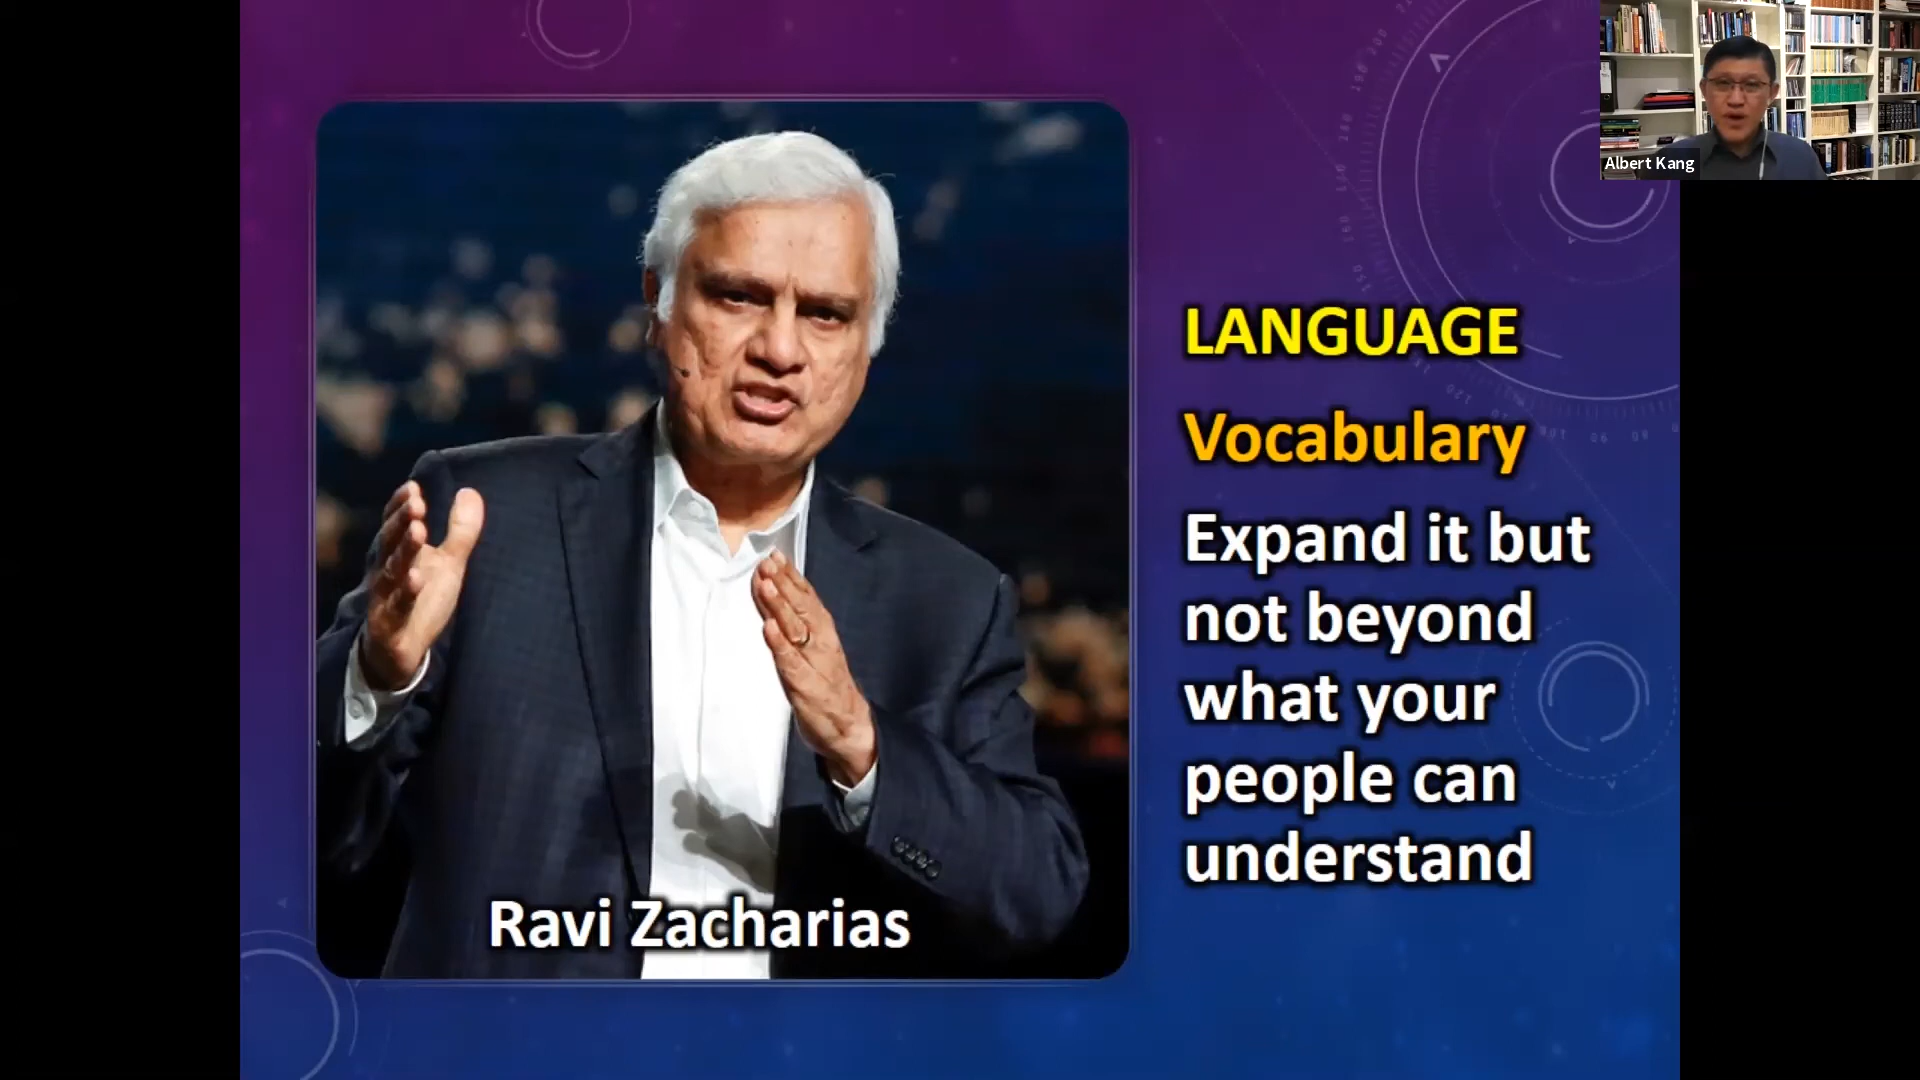 Albert Kang
LANGUAGE
Vocabulary
Expand it but
not beyond
what your
people can
understand
Ravi Zacharias